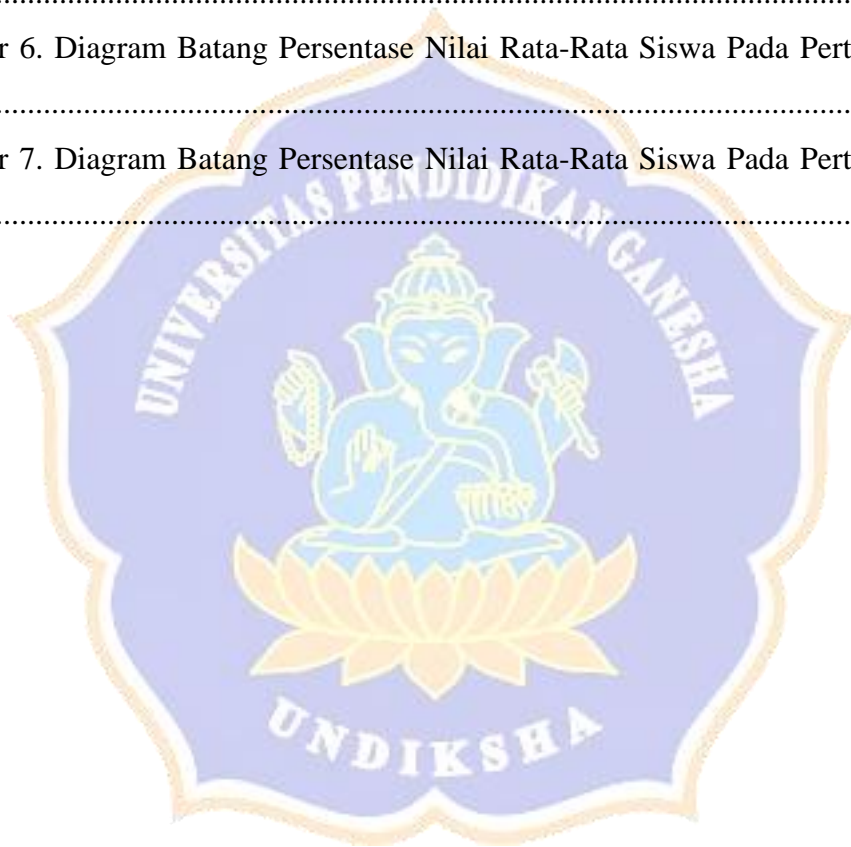 ................................................................................................................
r 6. Diagram Batang Persentase Nilai Rata-Rata Siswa Pada Pert
................................................................................................................
r 7. Diagram Batang Persentase Nilai Rata-Rata Siswa Pada Pert
................................................................................................................
UNIVERSITAS PENDIDIKAN GANESHA
UNDIKSHA